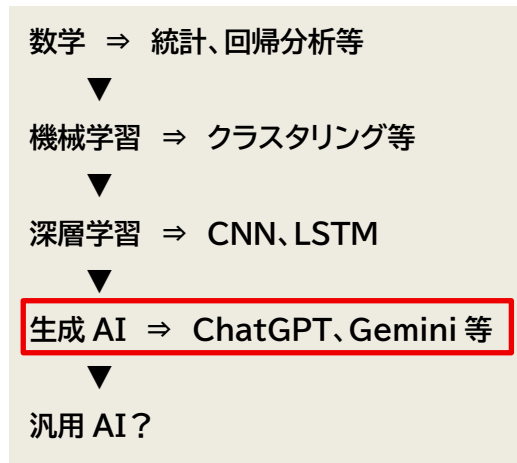 数学 ⇒ 統計、回帰分析等
▼
機械学習 ⇒ クラスタリング等
▼
深層学習 ⇒ CNN、LSTM
▼
生成 AI ⇒ ChatGPT、Gemini 等
▼
汎用 AI？